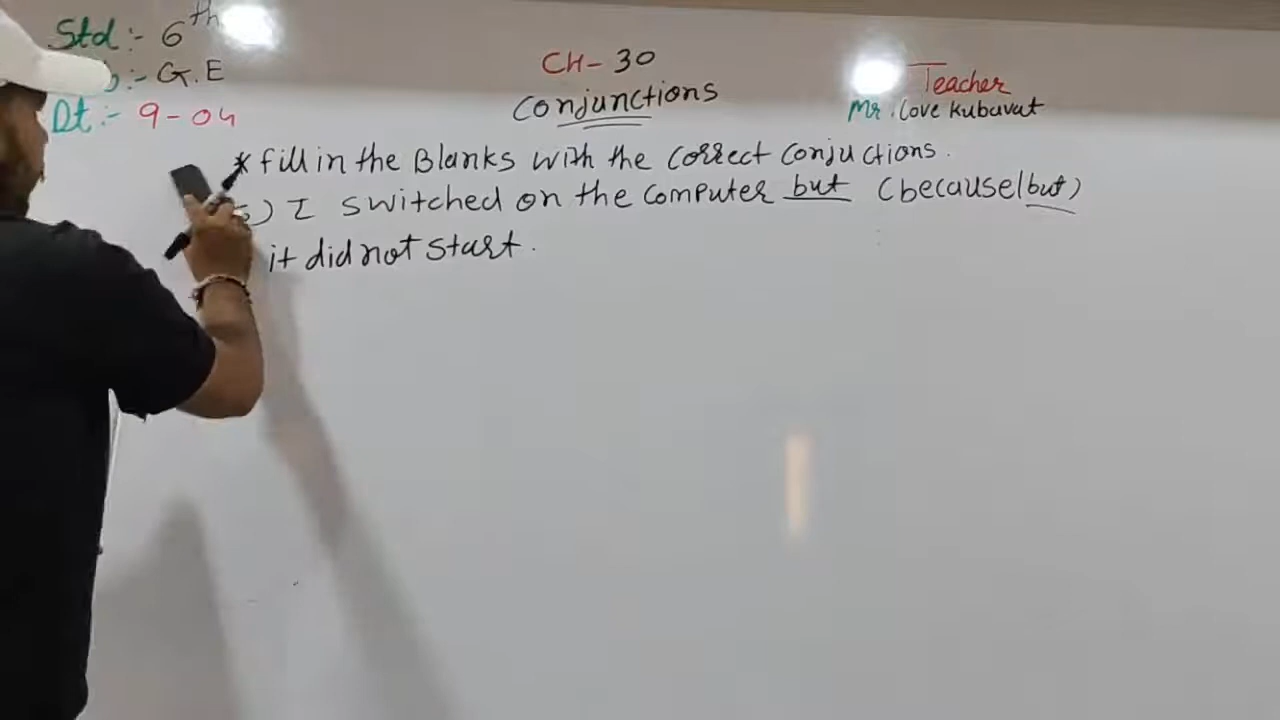 Std:- 6th
:- G.E
Dt:- 9-04
CH-30
Conjunctions
Teacher
Mr. Love Kubavat
* fill in the Blanks with the correct conjuctions.
5) I switched on the computer but (because/but)
it did not start.